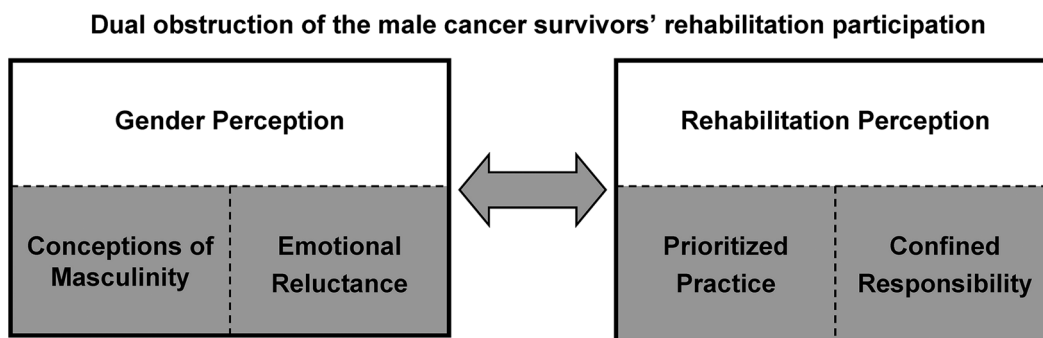 Dual obstruction of the male cancer survivors’ rehabilitation participation
Gender Perception
Conceptions of
Masculinity
Emotional
Reluctance
Rehabilitation Perception
Prioritized
Practice
Confined
Responsibility